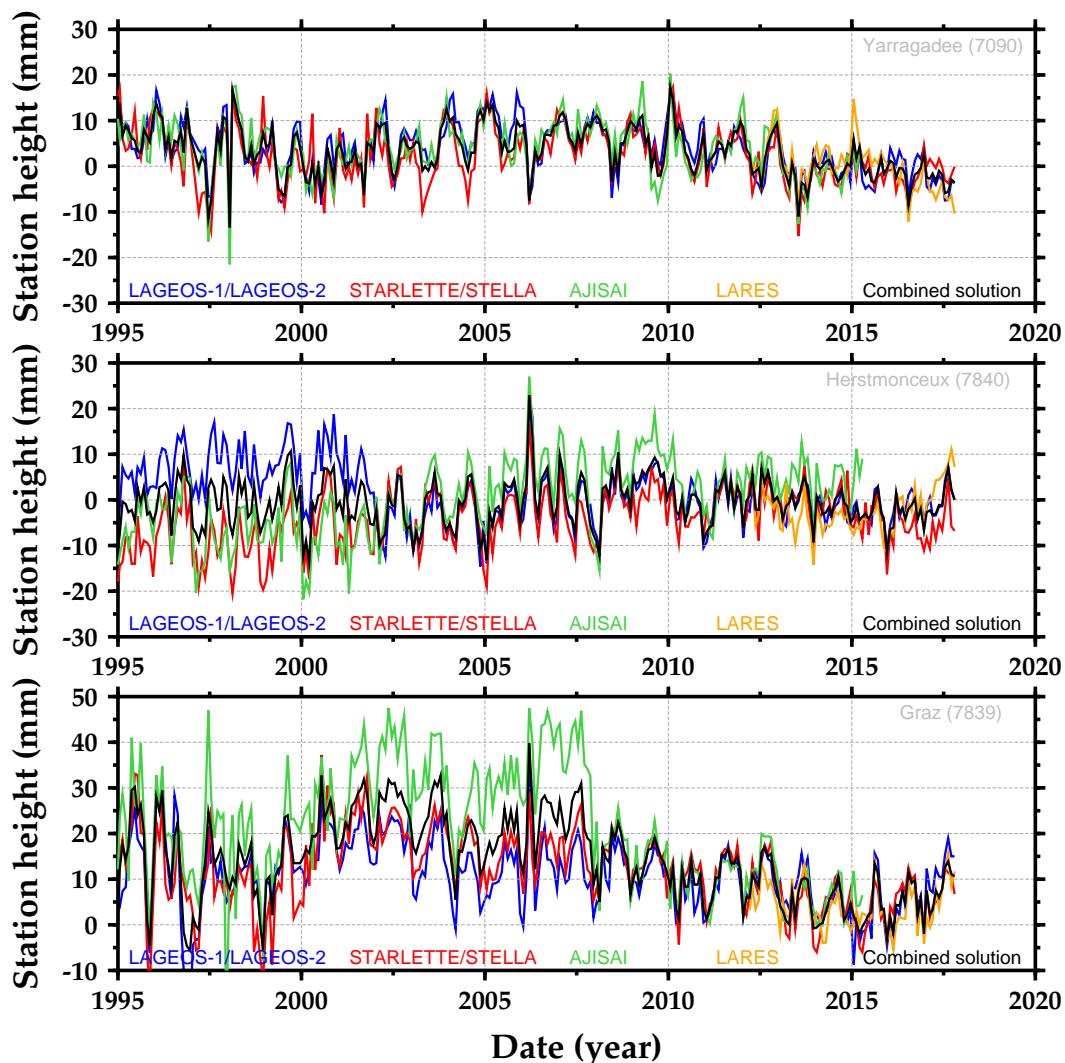 Station height (mm)
30
20
10
0
-10
-20
-30
Yarragadee (7090)
LAGEOS-1/LAGEOS-2 STARLETTE/STELLA AJISAI LARES Combined solution
1995 2000 2005 2010 2015 2020
Station height (mm)
30
20
10
0
-10
-20
-30
Herstmonceux (7840)
LAGEOS-1/LAGEOS-2 STARLETTE/STELLA AJISAI LARES Combined solution
1995 2000 2005 2010 2015 2020
Station height (mm)
50
40
30
20
10
0
-10
Graz (7839)
LAGEOS-1/LAGEOS-2 STARLETTE/STELLA AJISAI LARES Combined solution
1995 2000 2005 2010 2015 2020
Date (year)